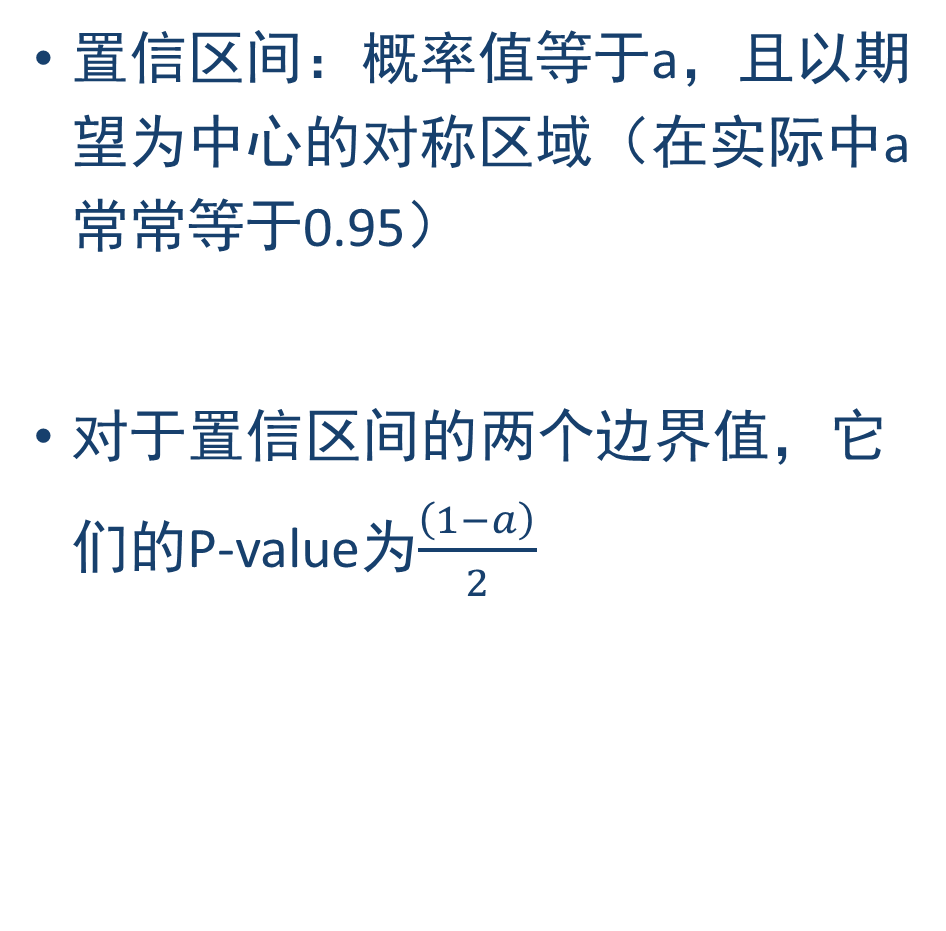 • 置信区间：概率值等于a，且以期
望为中心的对称区域（在实际中a
常常等于0.95）
• 对于置信区间的两个边界值，它
们的P-value为(1−a)/2